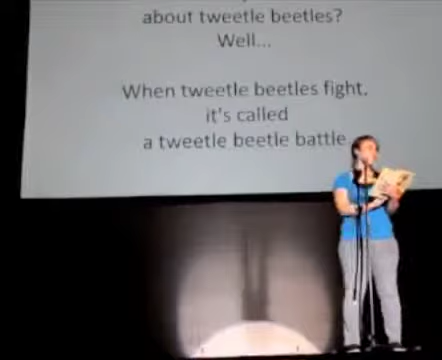 about tweetle beetles?
Well...
When tweetle beetles fight,
it's called
a tweetle beetle battle